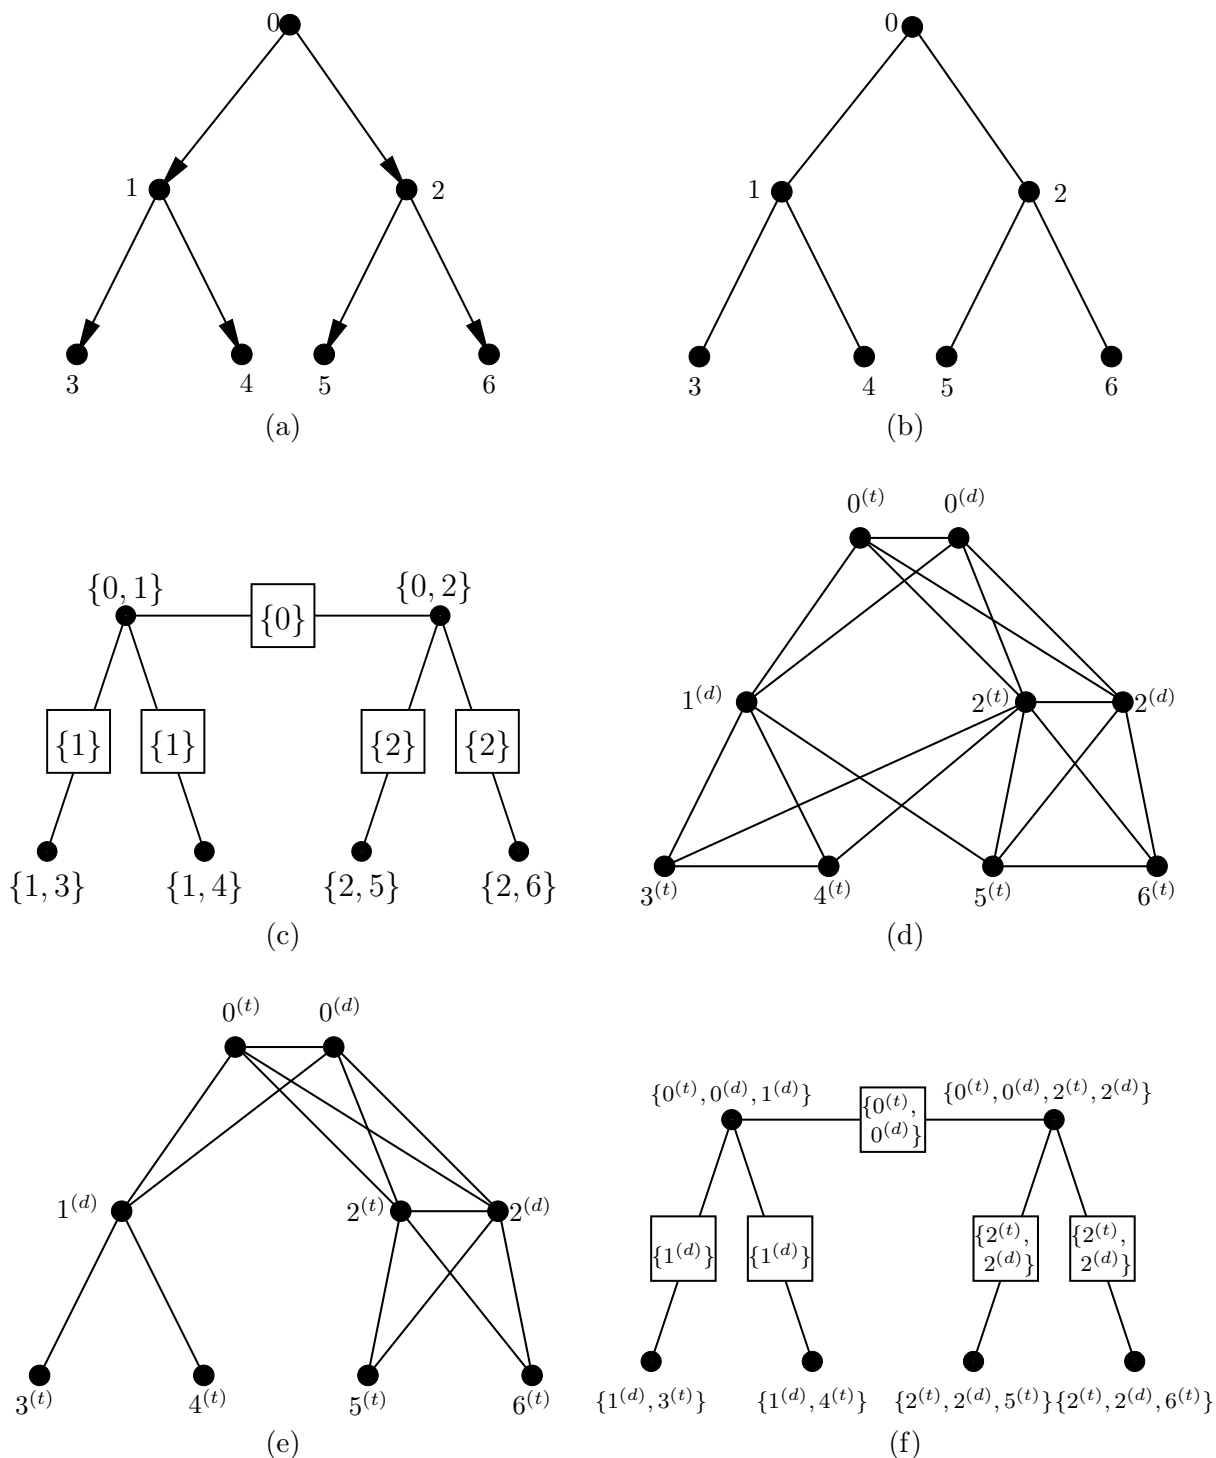 0
0
1
2
1
2
3
4
5
6
3
4
5
6
(a)
(b)
0^{(t)}
0^{(d)}
{0, 1}
{0}
{0, 2}
1^{(d)}
2^{(t)}
2^{(d)}
{1}
{1}
{2}
{2}
{1, 3}
{1, 4}
{2, 5}
{2, 6}
3^{(t)}
4^{(t)}
5^{(t)}
6^{(t)}
(c)
(d)
0^{(t)}
0^{(d)}
{0^{(t)}, 0^{(d)}, 1^{(d)}}
{0^{(t)},
0^{(d)}}
{0^{(t)}, 0^{(d)}, 2^{(t)}, 2^{(d)}}
1^{(d)}
2^{(t)}
2^{(d)}
{1^{(d)}}
{1^{(d)}}
{2^{(t)},
2^{(d)}}
{2^{(t)},
2^{(d)}}
3^{(t)}
4^{(t)}
5^{(t)}
6^{(t)}
{1^{(d)}, 3^{(t)}}
{1^{(d)}, 4^{(t)}}
{2^{(t)}, 2^{(d)}, 5^{(t)}}
{2^{(t)}, 2^{(d)}, 6^{(t)}}
(e)
(f)